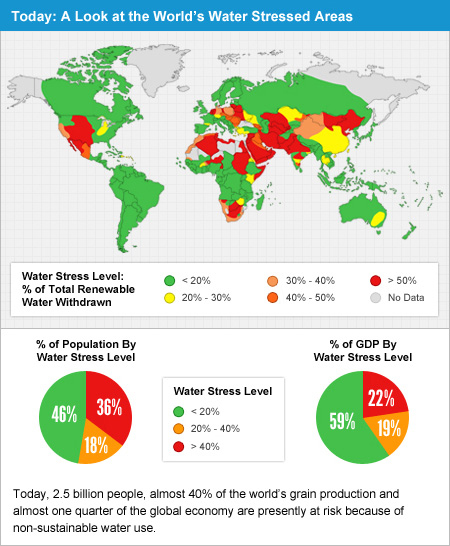 Today: A Look at the World's Water Stressed Areas
Water Stress Level:
% of Total Renewable
Water Withdrawn
< 20%
20% - 30%
30% - 40%
40% - 50%
> 50%
No Data
% of Population By
Water Stress Level
46%
36%
18%
Water Stress Level
< 20%
20% - 40%
> 40%
% of GDP By
Water Stress Level
59%
22%
19%
Today, 2.5 billion people, almost 40% of the world's grain production and
almost one quarter of the global economy are presently at risk because of
non-sustainable water use.